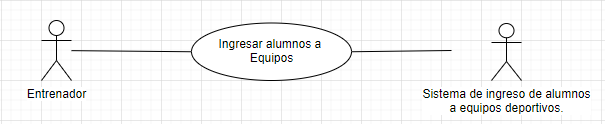 Ingresar alumnos a
Equipos
Entrenador
Sistema de ingreso de alumnos
a equipos deportivos.